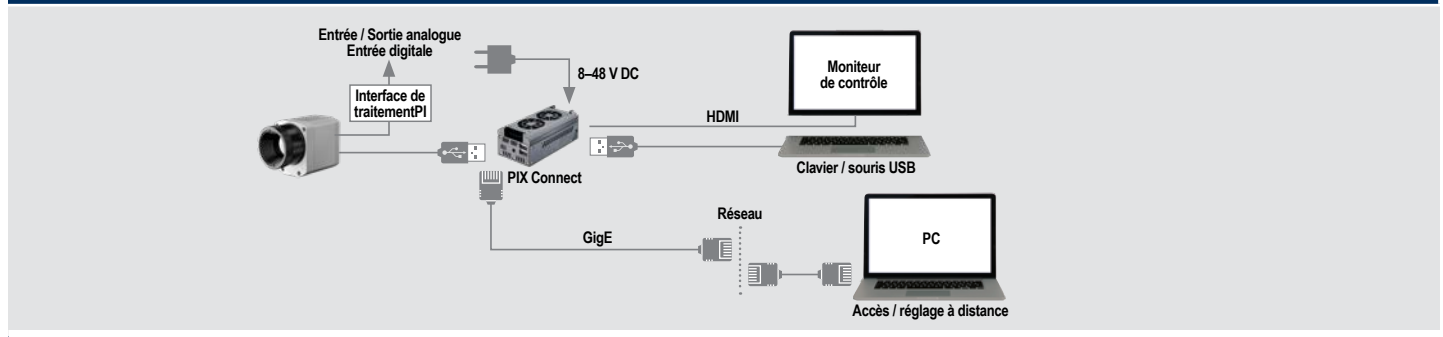 Entrée / Sortie analogue
Entrée digitale
8–48 V DC
Interface de
traitementPI
Moniteur
de contrôle
HDMI
Clavier / souris USB
PIX Connect
Réseau
GigE
PC
Accès / réglage à distance